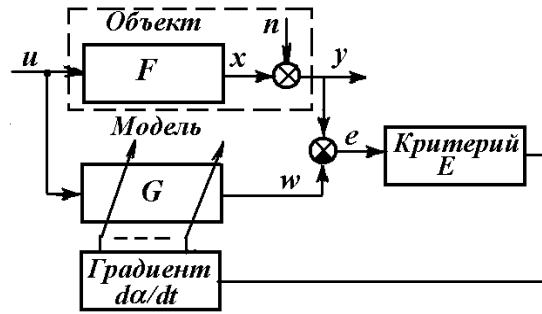 Объект
n
u
F
x
y
Модель
e
Критерий
E
G
w
Градиент
dα/dt